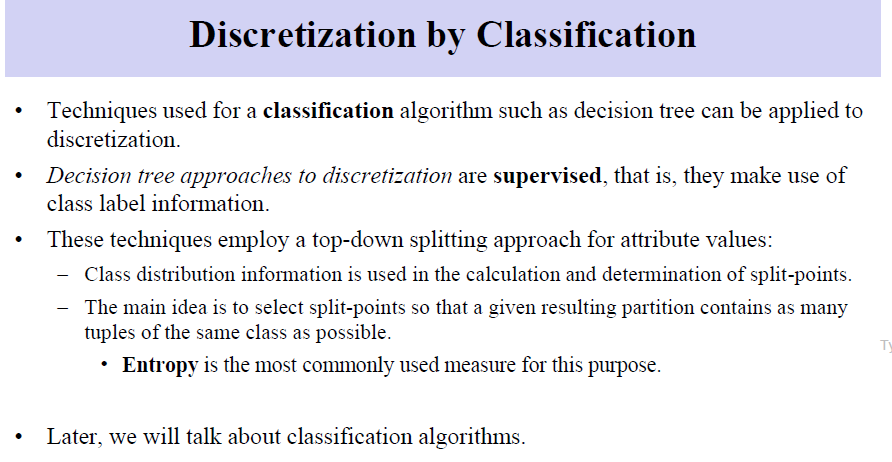 Discretization by Classification
• Techniques used for a classification algorithm such as decision tree can be applied to
discretization.
• Decision tree approaches to discretization are supervised, that is, they make use of
class label information.
• These techniques employ a top-down splitting approach for attribute values:
– Class distribution information is used in the calculation and determination of split-points.
– The main idea is to select split-points so that a given resulting partition contains as many
tuples of the same class as possible.
• Entropy is the most commonly used measure for this purpose.
• Later, we will talk about classification algorithms.